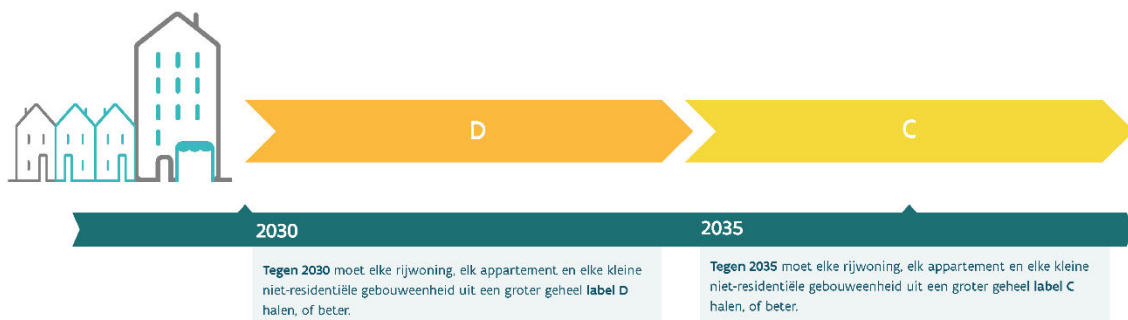 D
C
2030
2035
Tegen 2030 moet elke rijwoning, elk appartement en elke kleine
niet-residentiële gebouweenheid uit een groter geheel label D
halen, of beter.
Tegen 2035 moet elke rijwoning, elk appartement en elke kleine
niet-residentiële gebouweenheid uit een groter geheel label C
halen, of beter.